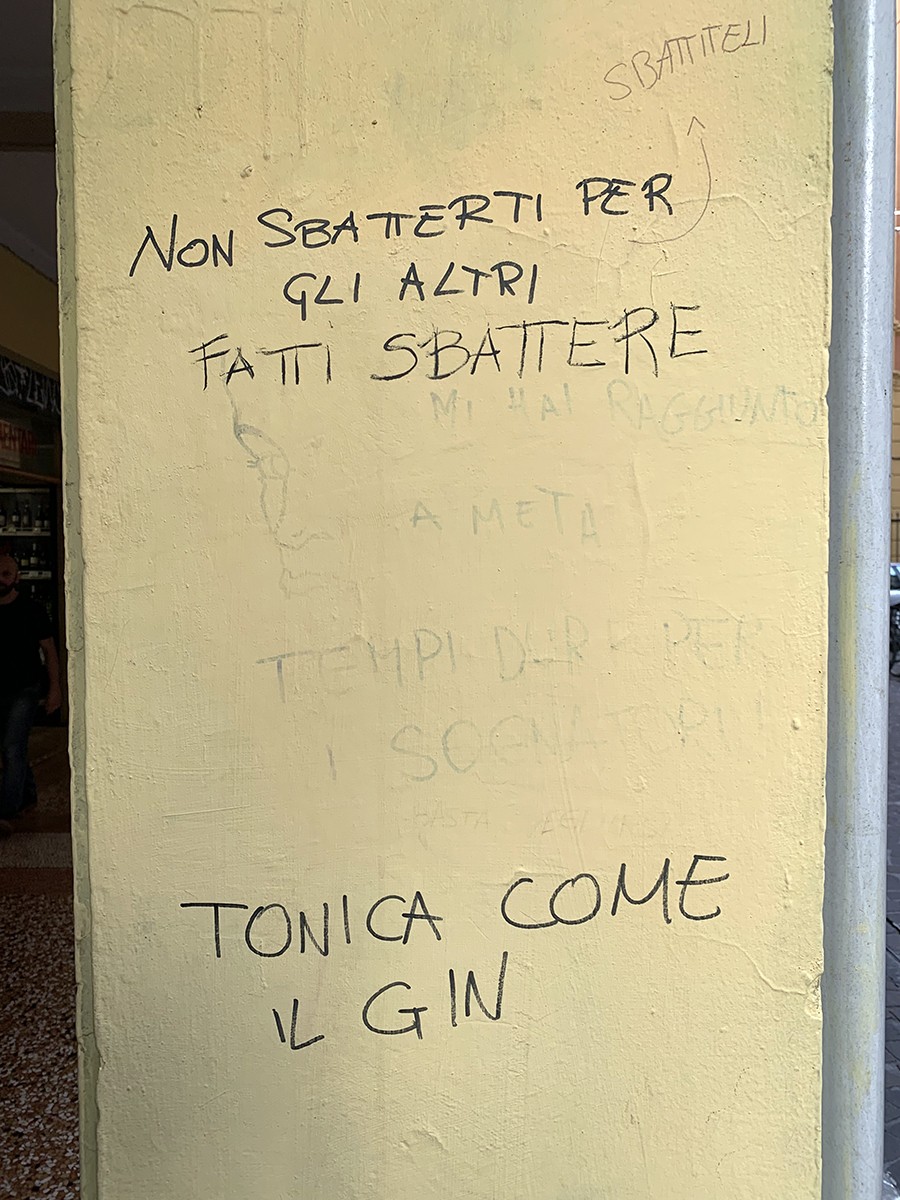 SBATTITELI
NON SBATTERTI PER
GLI ALTRI
FATTI SBATTERE
MI HAI RAGGIUNTO
A METÀ
TEMPI DURI PER
I SOGNATORI
BASTA
TONICA COME
IL GIN